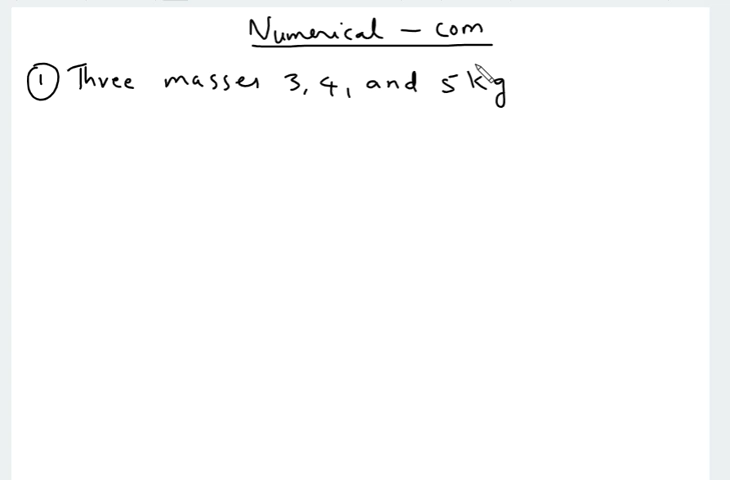 Numerical - com
① Three masses 3, 4, and 5 kg